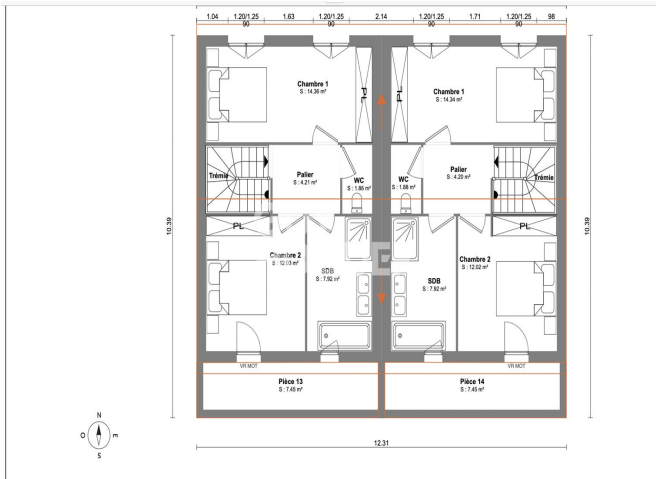 1.04 1.20/1.25 1.63 1.20/1.25 2.14 1.20/1.25 1.71 1.20/1.25 98
90 90 90 90
Chambre 1
S : 14.36 m²
PL
Chambre 1
S : 14.34 m²
PL
Trémie
Palier
S : 4.21 m²
WC
S : 1.86 m²
WC
S : 1.88 m²
Palier
S : 4.20 m²
Trémie
10.39
10.39
PL
Chambre 2
S : 12.03 m²
SDB
S : 7.92 m²
SDB
S : 7.92 m²
PL
Chambre 2
S : 12.02 m²
VR MOT
VR MOT
Pièce 13
S : 7.45 m²
Pièce 14
S : 7.45 m²
N
O E
S
12.31